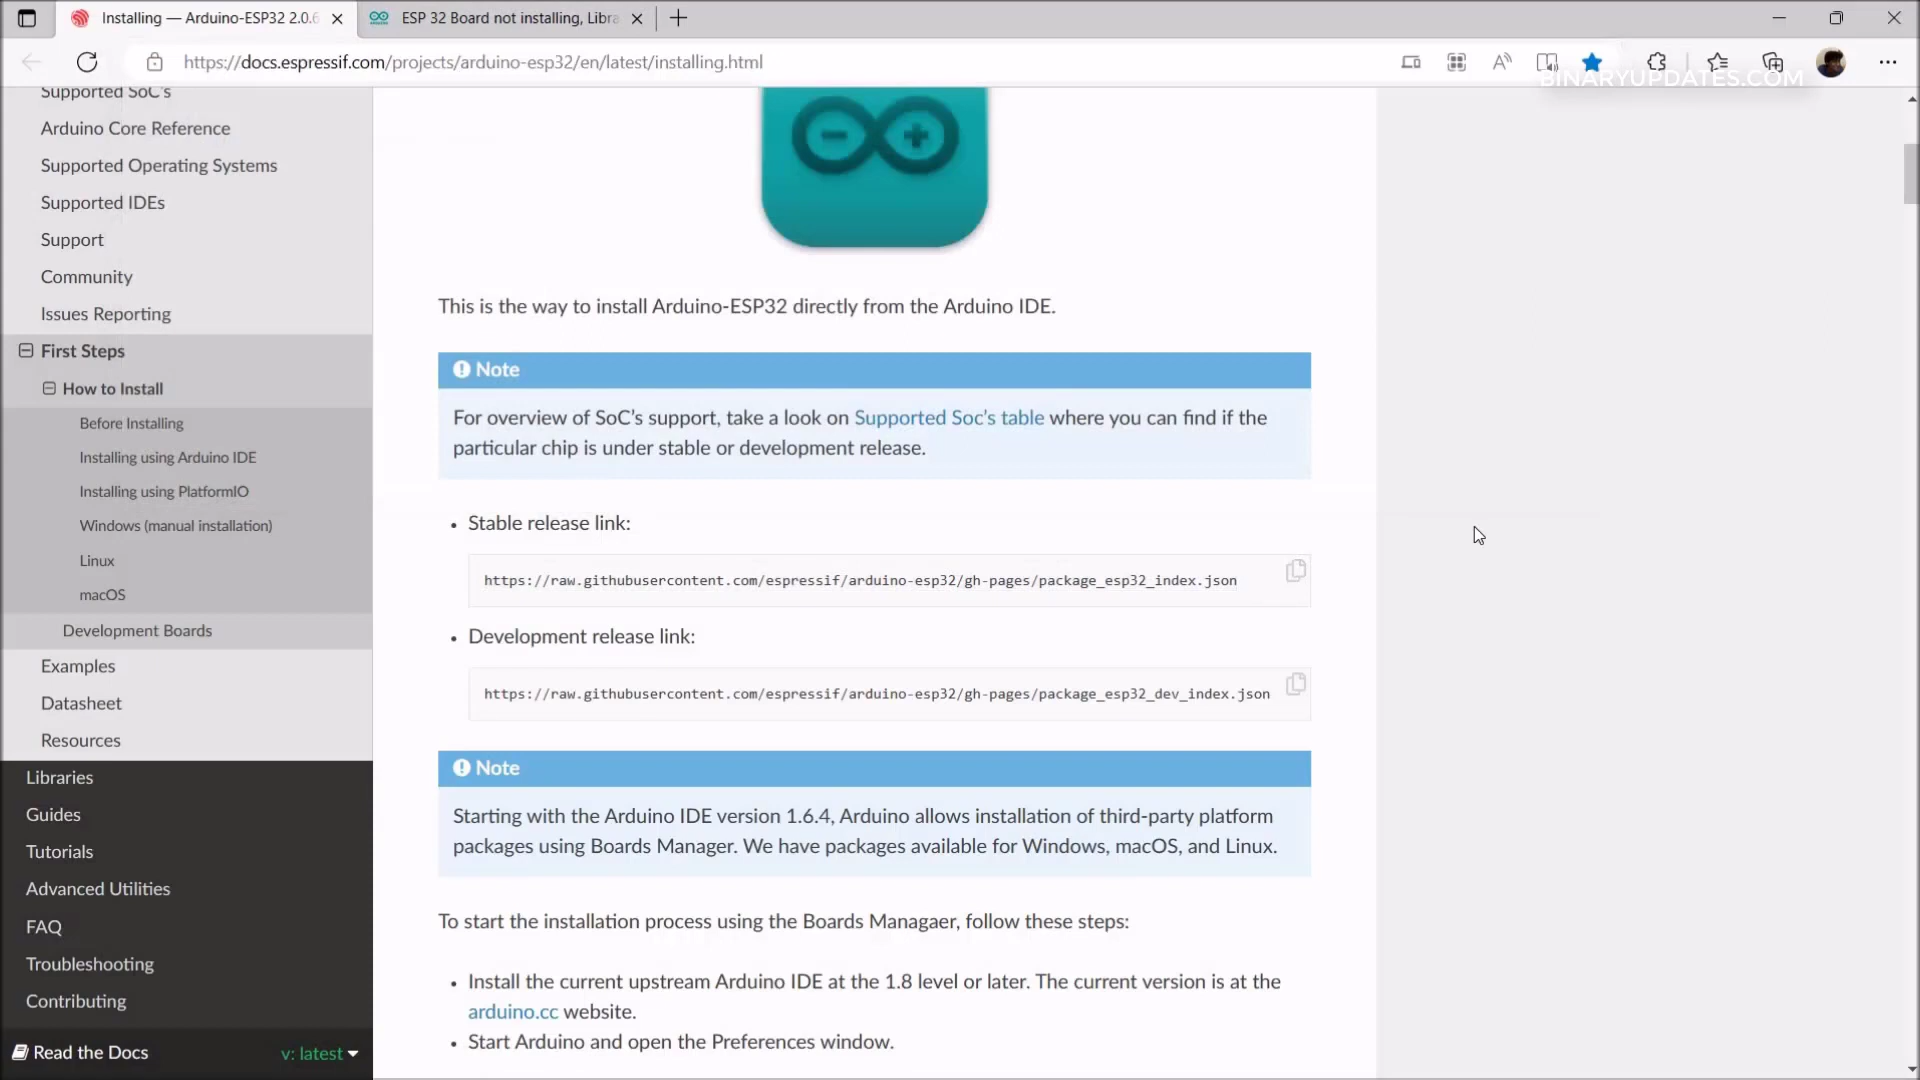 Installing — Arduino-ESP32 2.0.6
ESP 32 Board not installing, Libra
https://docs.espressif.com/projects/arduino-esp32/en/latest/installing.html
BINARYUPDATES.COM
Supported SoC's
Arduino Core Reference
Supported Operating Systems
Supported IDEs
Support
Community
Issues Reporting
First Steps
How to Install
Before Installing
Installing using Arduino IDE
Installing using PlatformIO
Windows (manual installation)
Linux
macOS
Development Boards
Examples
Datasheet
Resources
Libraries
Guides
Tutorials
Advanced Utilities
FAQ
Troubleshooting
Contributing
Read the Docs
v: latest
This is the way to install Arduino-ESP32 directly from the Arduino IDE.
Note
For overview of SoC's support, take a look on Supported Soc's table where you can find if the
particular chip is under stable or development release.
• Stable release link:
https://raw.githubusercontent.com/espressif/arduino-esp32/gh-pages/package_esp32_index.json
• Development release link:
https://raw.githubusercontent.com/espressif/arduino-esp32/gh-pages/package_esp32_dev_index.json
Note
Starting with the Arduino IDE version 1.6.4, Arduino allows installation of third-party platform
packages using Boards Manager. We have packages available for Windows, macOS, and Linux.
To start the installation process using the Boards Managaer, follow these steps:
• Install the current upstream Arduino IDE at the 1.8 level or later. The current version is at the
arduino.cc website.
• Start Arduino and open the Preferences window.